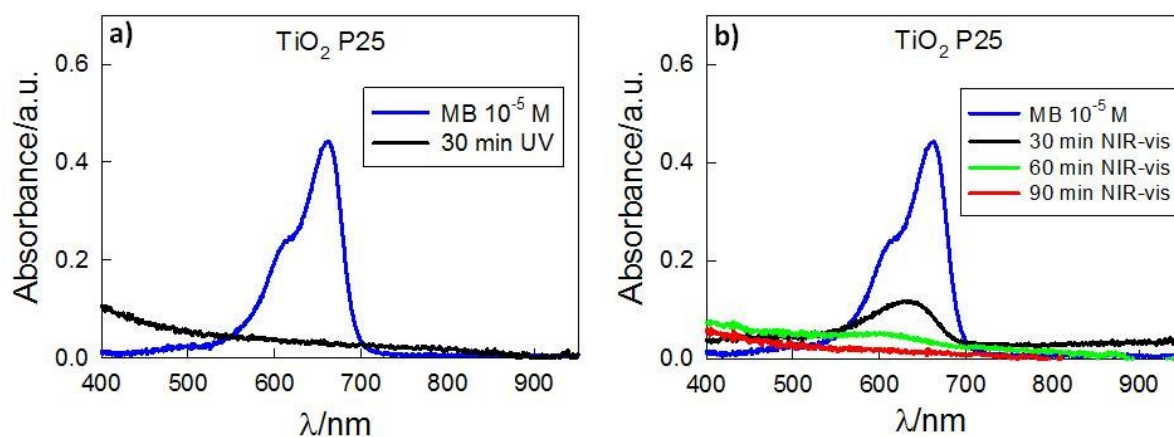 a)
TiO₂ P25
MB 10⁻⁵ M
30 min UV
Absorbance/a.u.
0.6
0.4
0.2
0.0
400 500 600 700 800 900
λ/nm
b)
TiO₂ P25
MB 10⁻⁵ M
30 min NIR-vis
60 min NIR-vis
90 min NIR-vis
Absorbance/a.u.
0.6
0.4
0.2
0.0
400 500 600 700 800 900
λ/nm